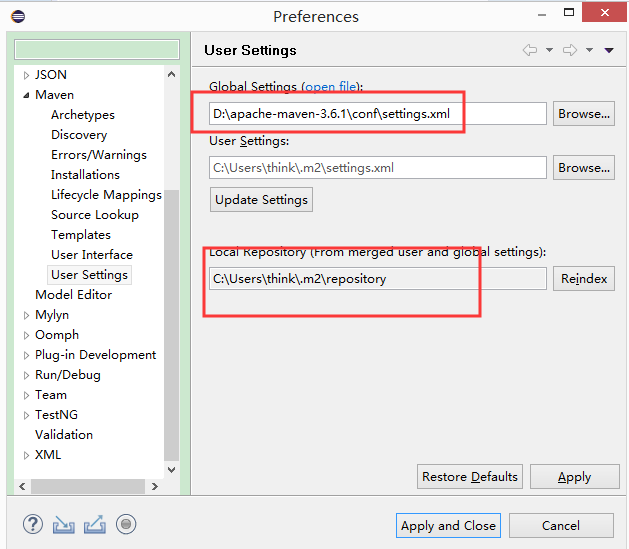 Preferences
User Settings
JSON
Maven
Archetypes
Discovery
Errors/Warnings
Installations
Lifecycle Mappings
Source Lookup
Templates
User Interface
User Settings
Model Editor
Mylyn
Oomph
Plug-in Development
Run/Debug
Team
TestNG
Validation
XML
Global Settings (open file):
D:\apache-maven-3.6.1\conf\settings.xml
Browse...
User Settings:
C:\Users\think\.m2\settings.xml
Browse...
Update Settings
Local Repository (From merged user and global settings):
C:\Users\think\.m2\repository
Reindex
Restore Defaults
Apply
Apply and Close
Cancel